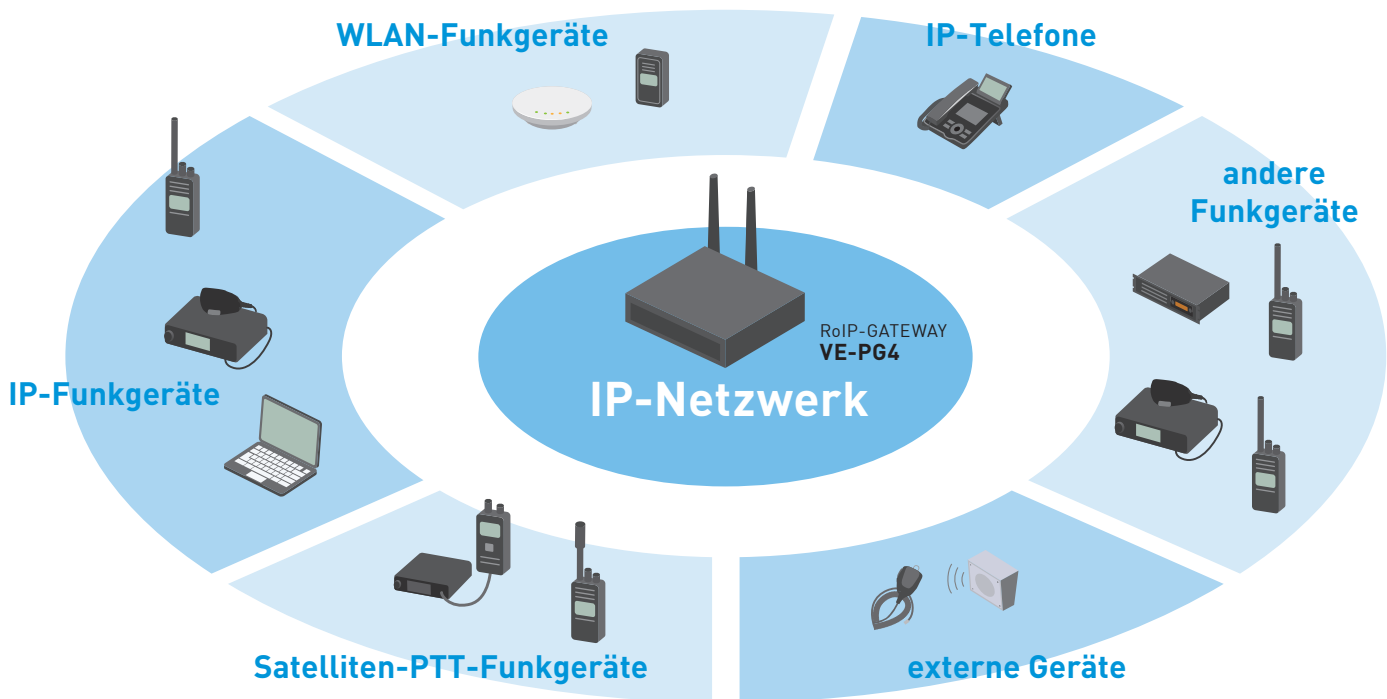 WLAN-Funkgeräte
IP-Telefone
andere
Funkgeräte
RoIP-GATEWAY
VE-PG4
IP-Netzwerk
IP-Funkgeräte
Satelliten-PTT-Funkgeräte
externe Geräte